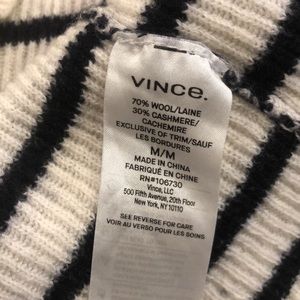 VINCE.
70% WOOL/LAINE
30% CASHMERE/
CACHEMIRE
EXCLUSIVE OF TRIM/SAUF
LES BORDURES
M/M
MADE IN CHINA
FABRIQUÉ EN CHINE
RN#106730
Vince, LLC
500 Fifth Avenue, 20th Floor
New York, NY 10110
SEE REVERSE FOR CARE
VOIR AU VERSO POUR LES SOINS